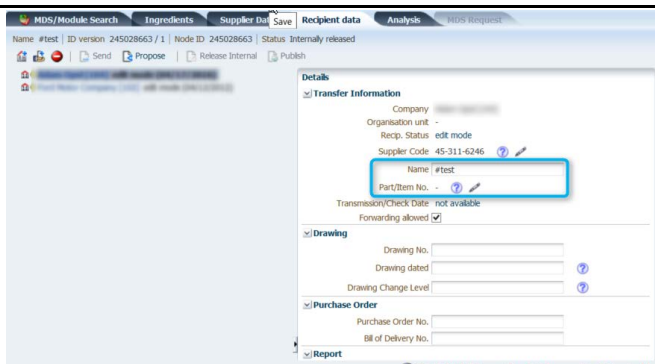 MDS/Module Search Ingredients Supplier Dat Save Recipient data Analysis MDS Request
Name #test | ID version 245028663 / 1 | Node ID 245028663 | Status Internally released
Send Propose Release Internal Publish
Details
Transfer Information
Company
Organisation unit -
Recip. Status edit mode
Supplier Code 45-311-6246 ?
Name #test
Part/Item No. - ?
Transmission/Check Date not available
Forwarding allowed
Drawing
Drawing No.
Drawing dated ?
Drawing Change Level ?
Purchase Order
Purchase Order No.
Bill of Delivery No.
Report